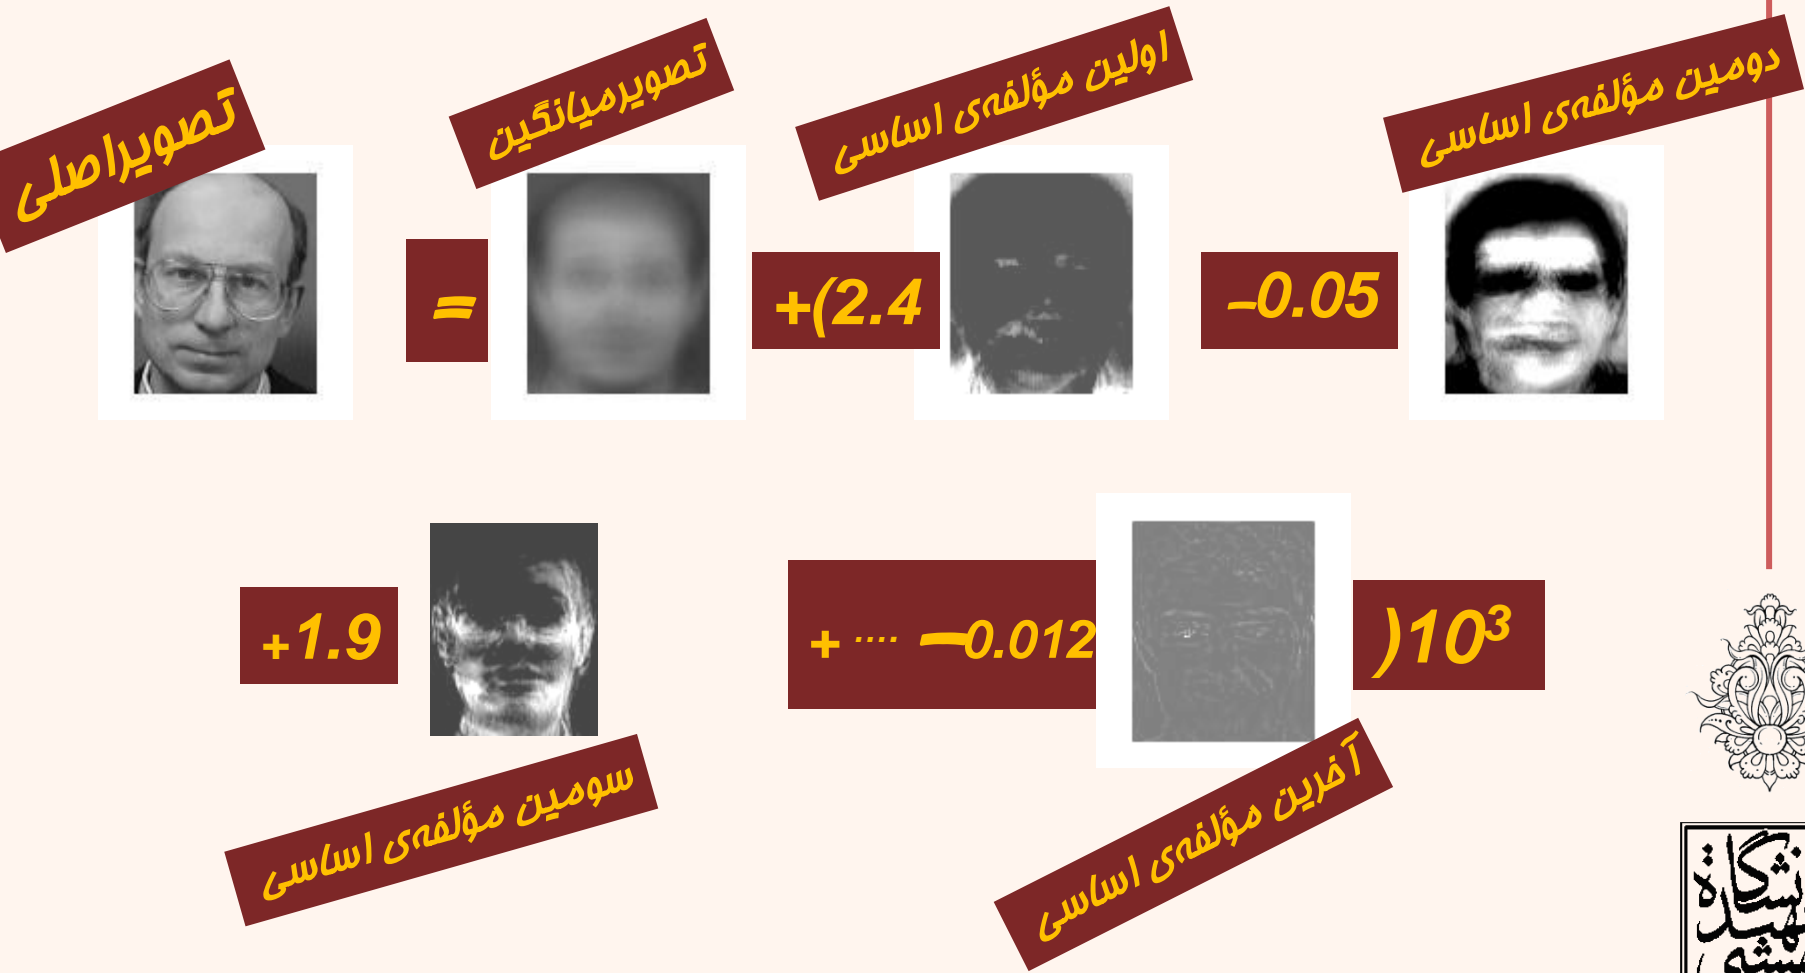 تصویراصلی
تصویرمیانگین
اولین مؤلفه‌ی اساسی
دومین مؤلفه‌ی اساسی
=
+(2.4
–0.05
+1.9
+ .... –0.012
)10³
سومین مؤلفه‌ی اساسی
آخرین مؤلفه‌ی اساسی